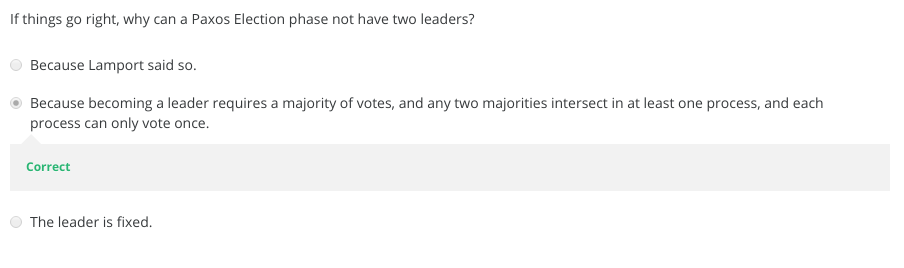 If things go right, why can a Paxos Election phase not have two leaders?
Because Lamport said so.
Because becoming a leader requires a majority of votes, and any two majorities intersect in at least one process, and each
process can only vote once.
Correct
The leader is fixed.